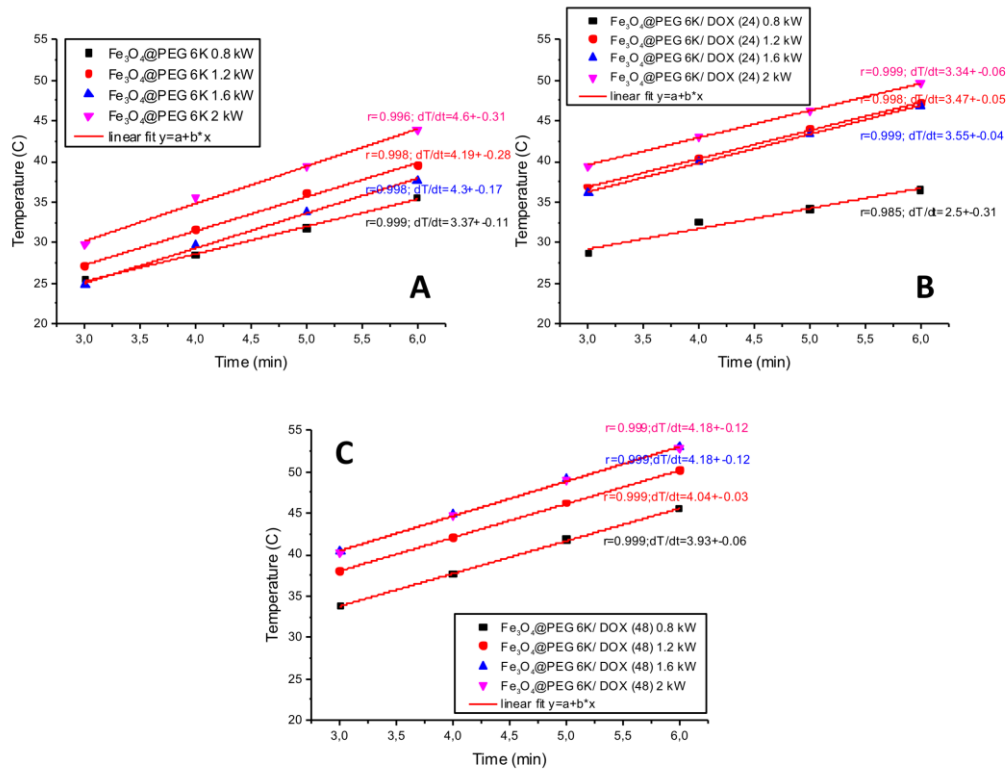 55
50
45
40
35
30
25
20
Temperature (C)
Fe₃O₄@PEG 6K 0.8 kW
Fe₃O₄@PEG 6K 1.2 kW
Fe₃O₄@PEG 6K 1.6 kW
Fe₃O₄@PEG 6K 2 kW
linear fit y=a+b*x
r=0.996; dT/dt=4.6+-0.31
r=0.998; dT/dt=4.19+-0.28
r=0.998; dT/dt=4.3+-0.17
r=0.999; dT/dt=3.37+-0.11
A
3,0 3,5 4,0 4,5 5,0 5,5 6,0
Time (min)
55
50
45
40
35
30
25
20
Temperature (C)
Fe₃O₄@PEG 6K/ DOX (24) 0.8 kW
Fe₃O₄@PEG 6K/ DOX (24) 1.2 kW
Fe₃O₄@PEG 6K/ DOX (24) 1.6 kW
Fe₃O₄@PEG 6K/ DOX (24) 2 kW
linear fit y=a+b*x
r=0.999; dT/dt=3.34+-0.06
r=0.998; dT/dt=3.47+-0.05
r=0.999; dT/dt=3.55+-0.04
r=0.985; dT/dt=2.5+-0.31
B
3,0 3,5 4,0 4,5 5,0 5,5 6,0
Time (min)
55
50
45
40
35
30
25
20
Temperature (C)
C
r=0.999;dT/dt=4.18+-0.12
r=0.999;dT/dt=4.18+-0.12
r=0.999;dT/dt=4.04+-0.03
r=0.999;dT/dt=3.93+-0.06
Fe₃O₄@PEG 6K/ DOX (48) 0.8 kW
Fe₃O₄@PEG 6K/ DOX (48) 1.2 kW
Fe₃O₄@PEG 6K/ DOX (48) 1.6 kW
Fe₃O₄@PEG 6K/ DOX (48) 2 kW
linear fit y=a+b*x
3,0 3,5 4,0 4,5 5,0 5,5 6,0
Time (min)